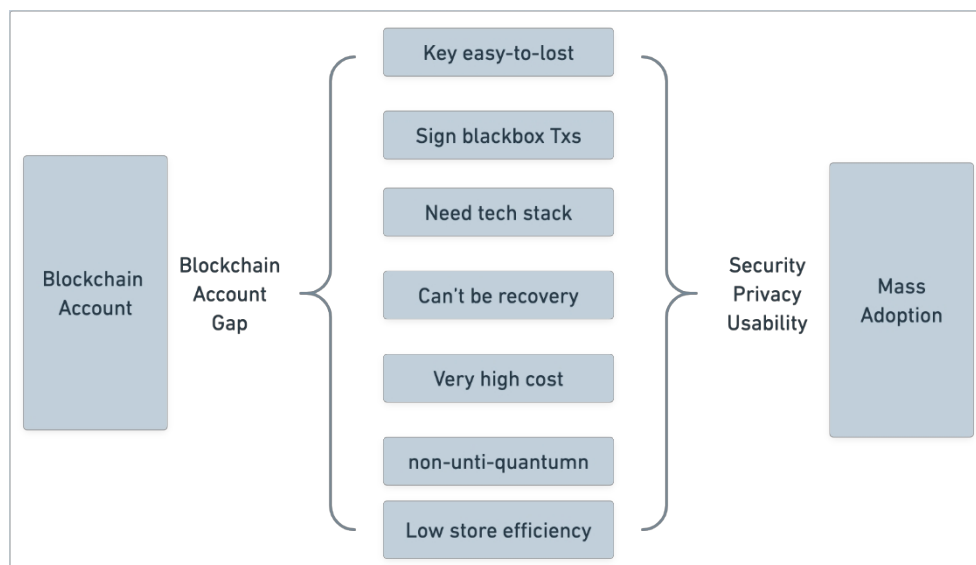 Blockchain
Account
Blockchain
Account
Gap
Key easy-to-lost
Sign blackbox Txs
Need tech stack
Can't be recovery
Very high cost
non-unti-quantumn
Low store efficiency
Security
Privacy
Usability
Mass
Adoption